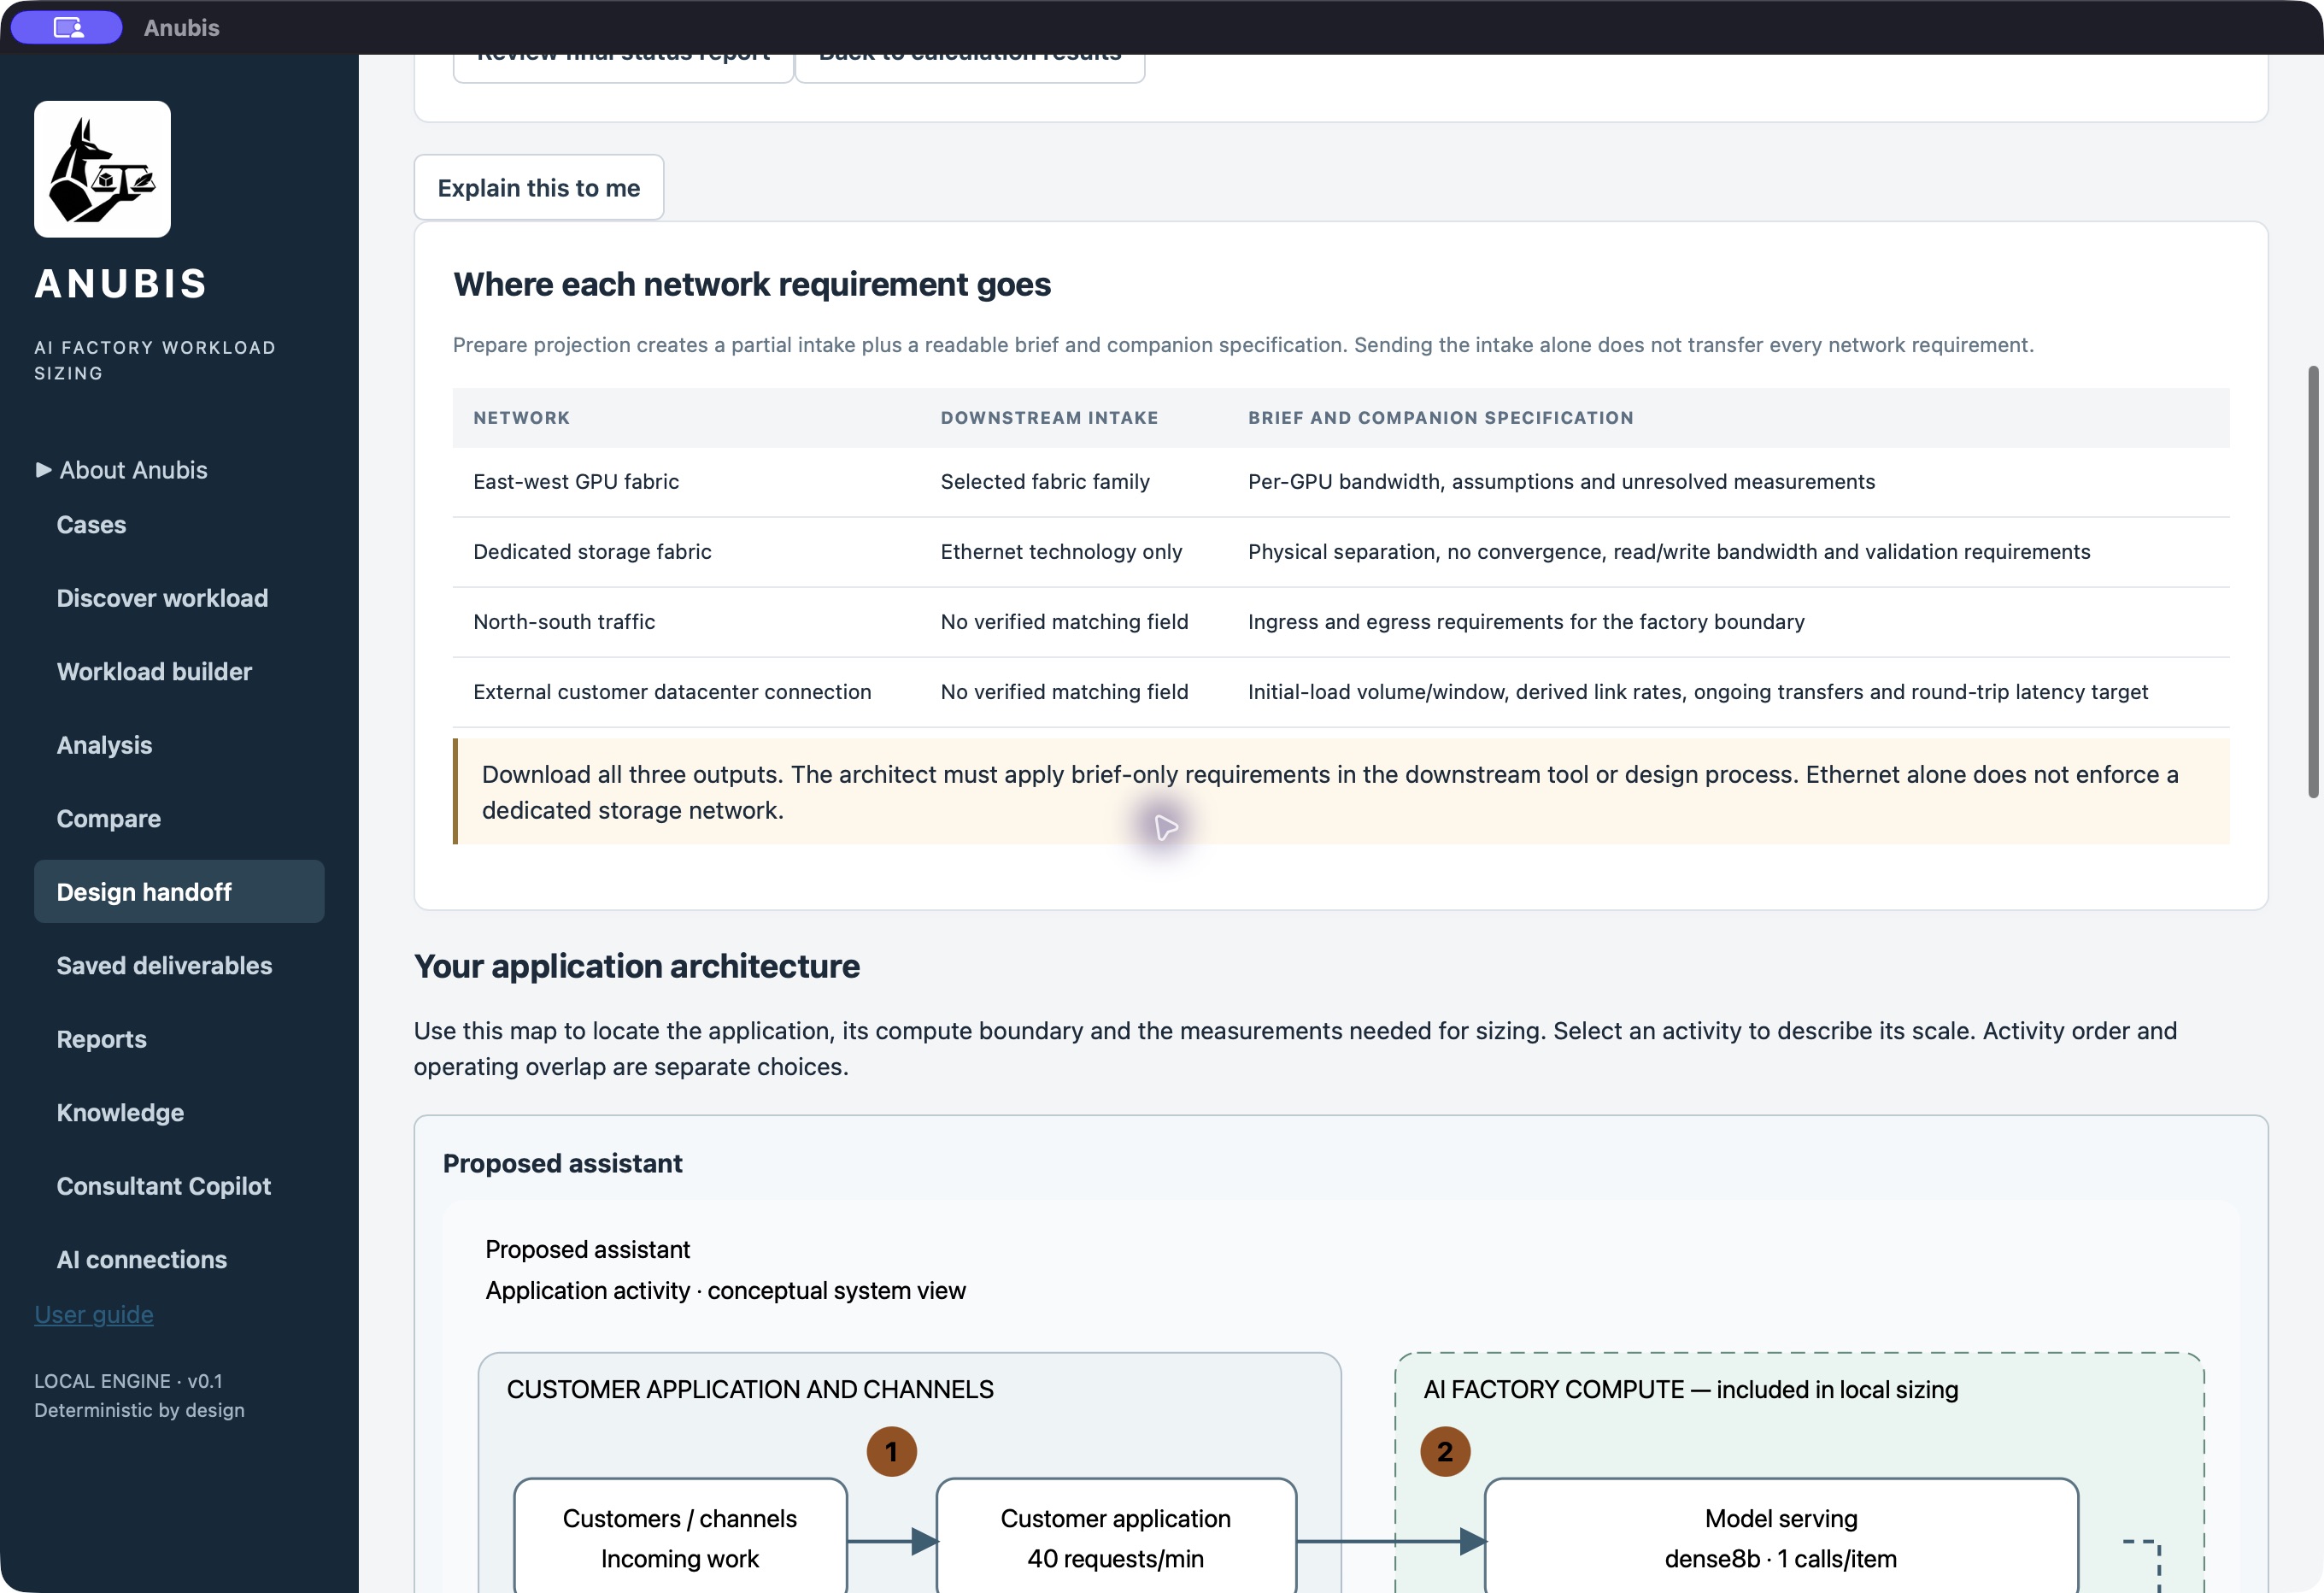 Anubis
ANUBIS
AI FACTORY WORKLOAD
SIZING
▶ About Anubis
Cases
Discover workload
Workload builder
Analysis
Compare
Design handoff
Saved deliverables
Reports
Knowledge
Consultant Copilot
AI connections
User guide
LOCAL ENGINE · v0.1
Deterministic by design
Review final status report
Back to calculation results
Explain this to me
Where each network requirement goes
Prepare projection creates a partial intake plus a readable brief and companion specification. Sending the intake alone does not transfer every network requirement.
NETWORK DOWNSTREAM INTAKE BRIEF AND COMPANION SPECIFICATION
East-west GPU fabric Selected fabric family Per-GPU bandwidth, assumptions and unresolved measurements
Dedicated storage fabric Ethernet technology only Physical separation, no convergence, read/write bandwidth and validation requirements
North-south traffic No verified matching field Ingress and egress requirements for the factory boundary
External customer datacenter connection No verified matching field Initial-load volume/window, derived link rates, ongoing transfers and round-trip latency target
Download all three outputs. The architect must apply brief-only requirements in the downstream tool or design process. Ethernet alone does not enforce a
dedicated storage network.
Your application architecture
Use this map to locate the application, its compute boundary and the measurements needed for sizing. Select an activity to describe its scale. Activity order and
operating overlap are separate choices.
Proposed assistant
Proposed assistant
Application activity · conceptual system view
CUSTOMER APPLICATION AND CHANNELS
1
Customers / channels
Incoming work
Customer application
40 requests/min
AI FACTORY COMPUTE — included in local sizing
2
Model serving
dense8b · 1 calls/item